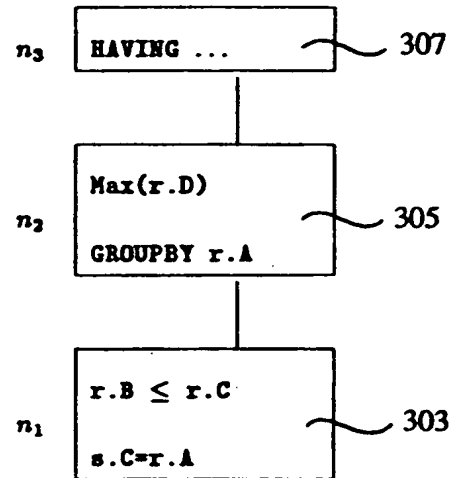 n₃ HAVING ... 307
Max(r.D)
n₂ 305
GROUPBY r.A
r.B ≤ r.C
n₁ 303
s.C=r.A